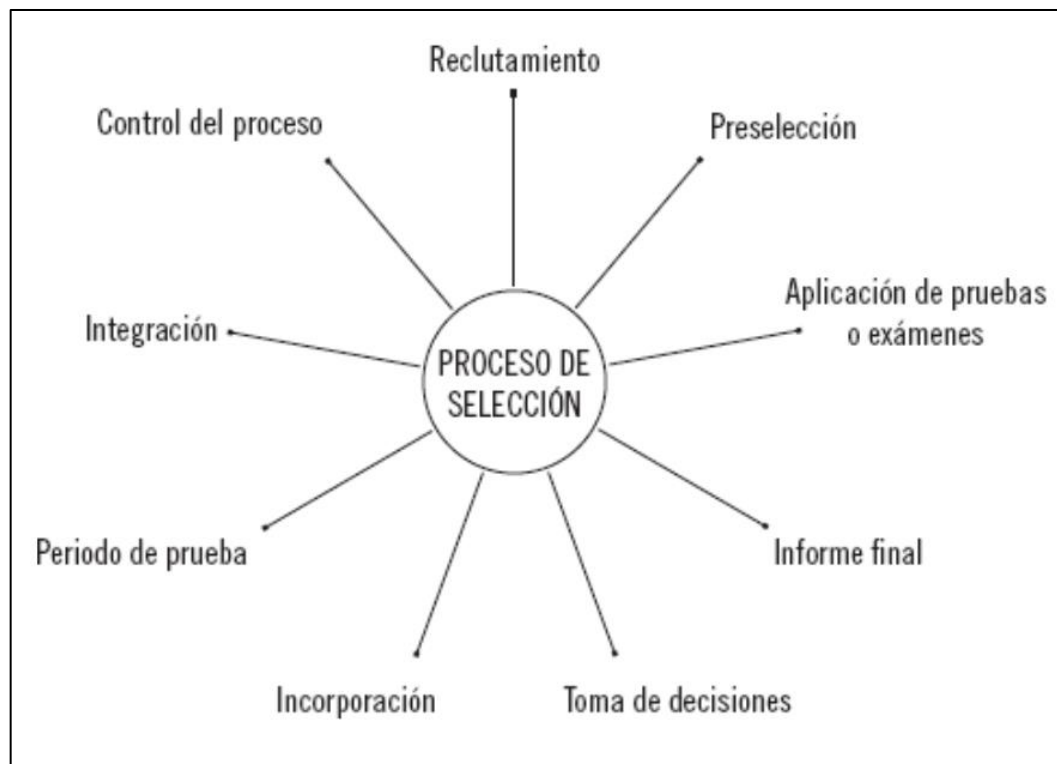 Reclutamiento
Control del proceso
Preselección
Aplicación de pruebas
o exámenes
Integración
PROCESO DE
SELECCIÓN
Periodo de prueba
Informe final
Incorporación
Toma de decisiones